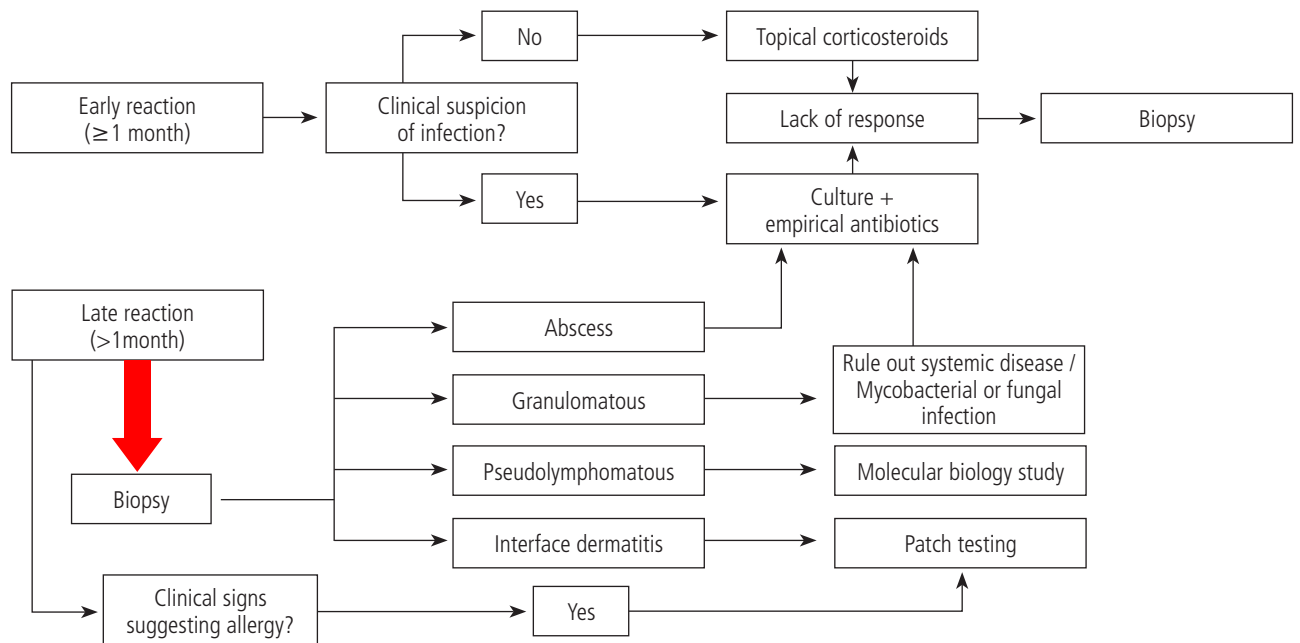 No
Topical corticosteroids
Early reaction
(≥1 month)
Clinical suspicion
of infection?
Lack of response
Biopsy
Yes
Culture +
empirical antibiotics
Late reaction
(>1month)
Abscess
Rule out systemic disease /
Mycobacterial or fungal
infection
Granulomatous
Pseudolymphomatous
Molecular biology study
Biopsy
Interface dermatitis
Patch testing
Clinical signs
suggesting allergy?
Yes